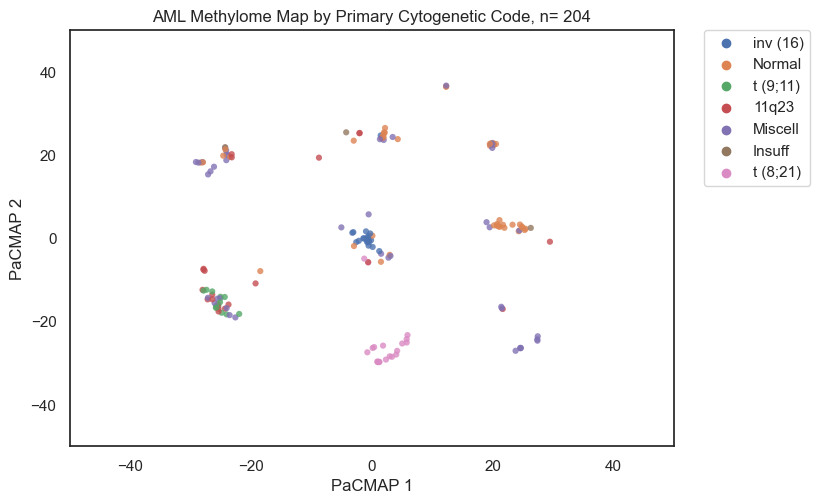 AML Methylome Map by Primary Cytogenetic Code, n= 204
inv (16)
Normal
t (9;11)
11q23
Miscell
Insuff
t (8;21)
PaCMAP 2
40
20
0
−20
−40
−40
−20
0
20
40
PaCMAP 1